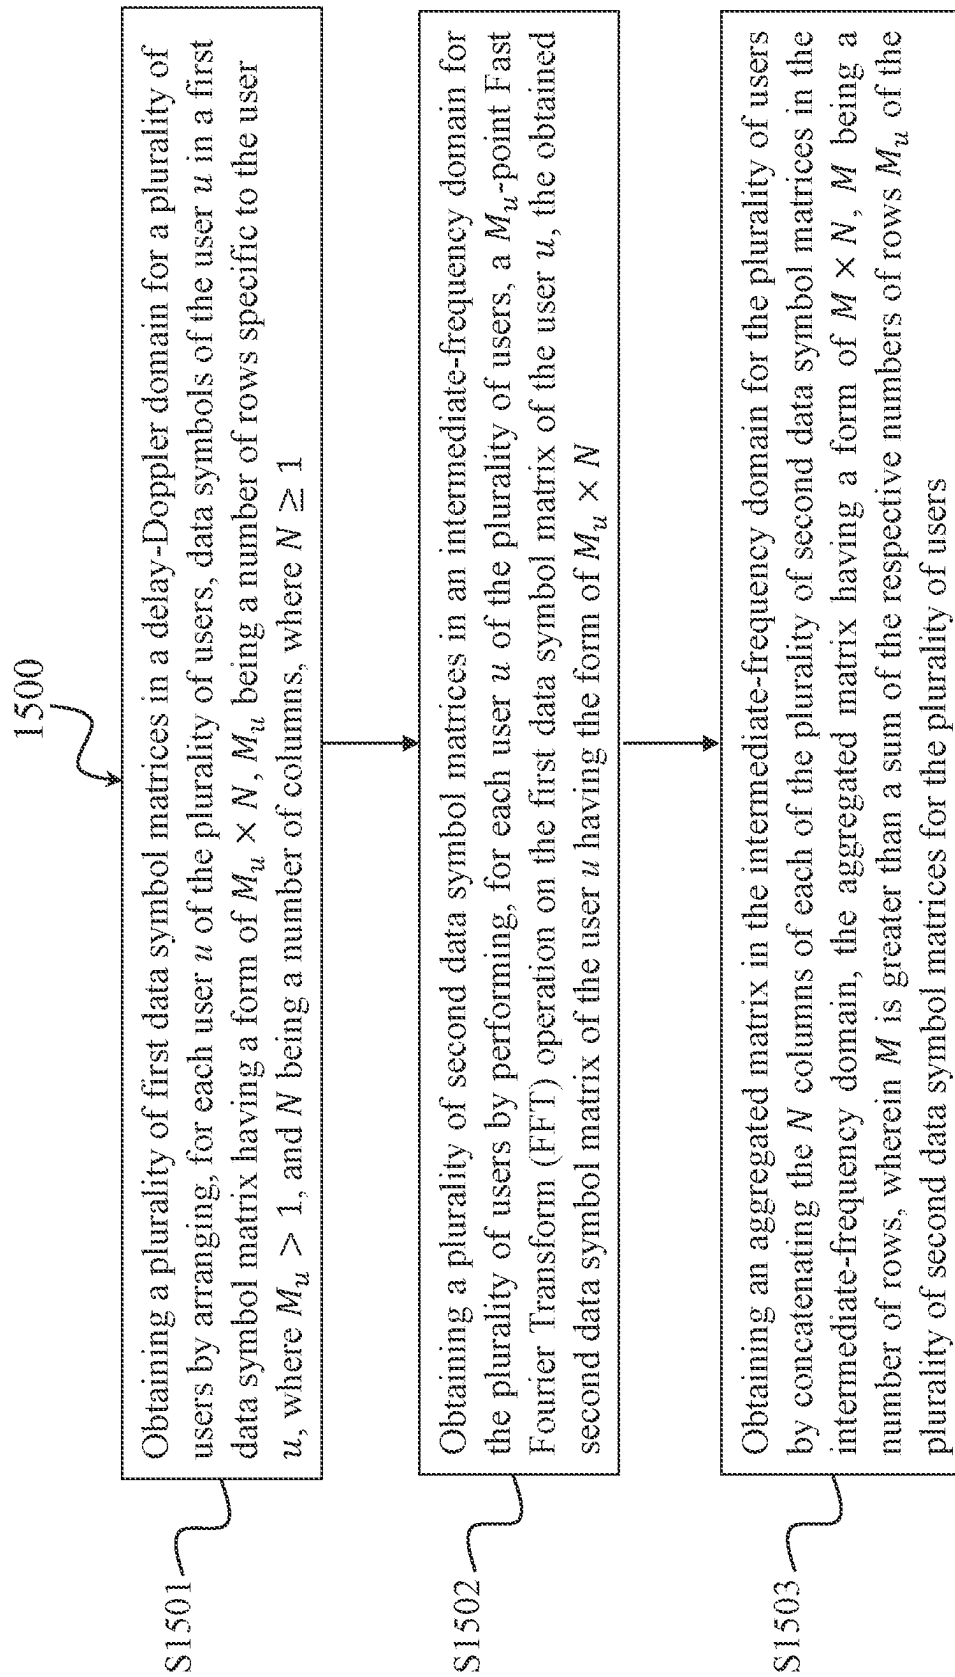 1500
S1501
Obtaining a plurality of first data symbol matrices in a delay-Doppler domain for a plurality of
users by arranging, for each user u of the plurality of users, data symbols of the user u in a first
data symbol matrix having a form of M_u × N, M_u being a number of rows specific to the user
u, where M_u > 1, and N being a number of columns, where N ≥ 1
S1502
Obtaining a plurality of second data symbol matrices in an intermediate-frequency domain for
the plurality of users by performing, for each user u of the plurality of users, a M_u-point Fast
Fourier Transform (FFT) operation on the first data symbol matrix of the user u, the obtained
second data symbol matrix of the user u having the form of M_u × N
S1503
Obtaining an aggregated matrix in the intermediate-frequency domain for the plurality of users
by concatenating the N columns of each of the plurality of second data symbol matrices in the
intermediate-frequency domain, the aggregated matrix having a form of M × N, M being a
number of rows, wherein M is greater than a sum of the respective numbers of rows M_u of the
plurality of second data symbol matrices for the plurality of users